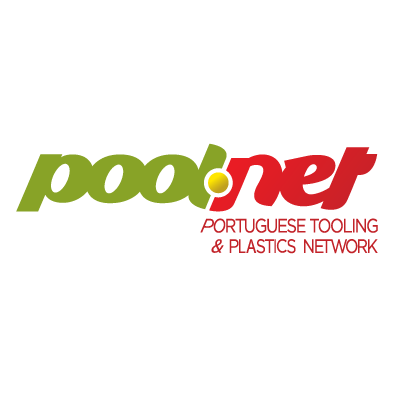 pool.net
PORTUGUESE TOOLING
& PLASTICS NETWORK